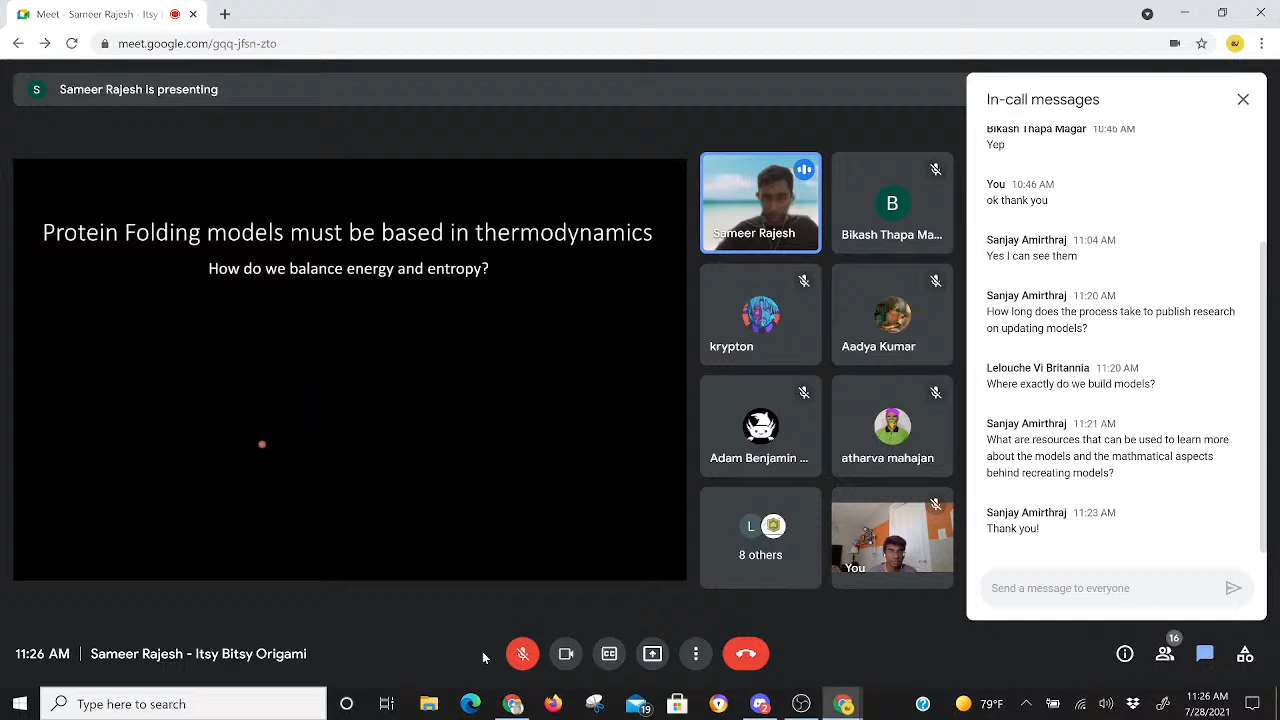 Meet - Sameer Rajesh - Itsy
meet.google.com/gqq-jfsn-zto
S
Sameer Rajesh is presenting
Protein Folding models must be based in thermodynamics
How do we balance energy and entropy?
Sameer Rajesh
B
Bikash Thapa Ma...
krypton
Aadya Kumar
Adam Benjamin ...
atharva mahajan
L
8 others
You
In-call messages
Bikash Thapa Magar 10:46 AM
Yep
You 10:46 AM
ok thank you
Sanjay Amirthraj 11:04 AM
Yes I can see them
Sanjay Amirthraj 11:20 AM
How long does the process take to publish research
on updating models?
Lelouche Vi Britannia 11:20 AM
Where exactly do we build models?
Sanjay Amirthraj 11:21 AM
What are resources that can be used to learn more
about the models and the mathmatical aspects
behind recreating models?
Sanjay Amirthraj 11:23 AM
Thank you!
Send a message to everyone
11:26 AM | Sameer Rajesh - Itsy Bitsy Origami
16
Type here to search
19
2
79°F
11:26 AM
7/28/2021